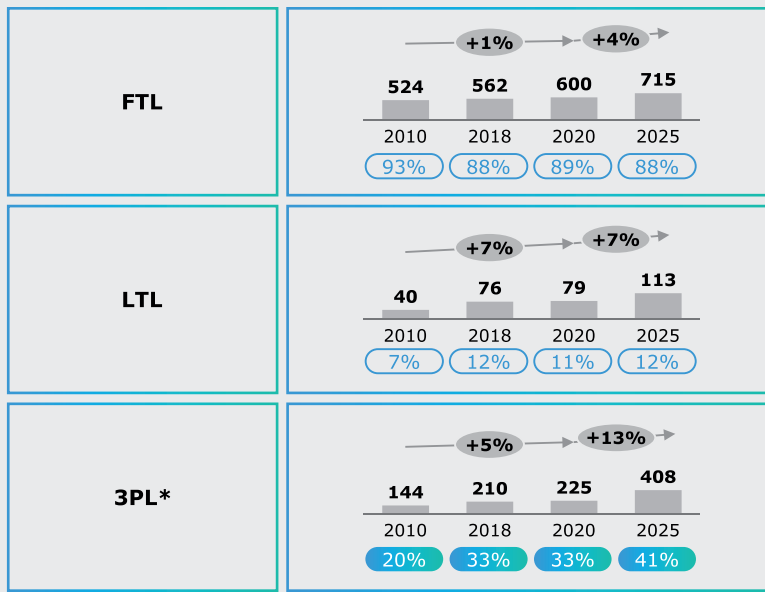 FTL
+1% +4%
524 562 600 715
2010 2018 2020 2025
93% 88% 89% 88%
LTL
+7% +7%
40 76 79 113
2010 2018 2020 2025
7% 12% 11% 12%
3PL*
+5% +13%
144 210 225 408
2010 2018 2020 2025
20% 33% 33% 41%